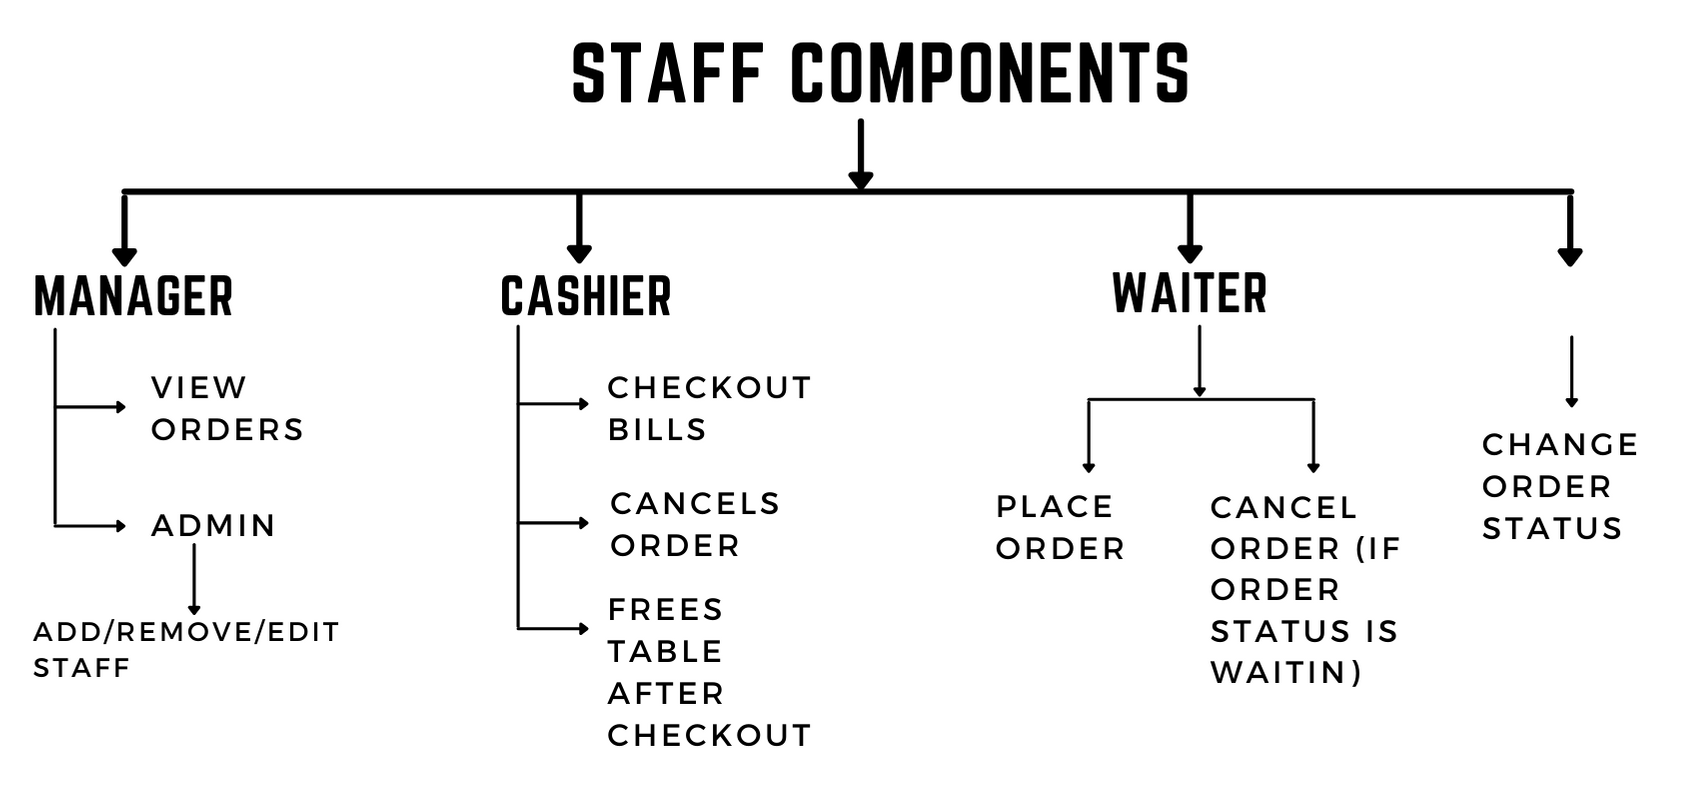 STAFF COMPONENTS
MANAGER
VIEW
ORDERS
ADMIN
ADD/REMOVE/EDIT
STAFF
CASHIER
CHECKOUT
BILLS
CANCELS
ORDER
FREES
TABLE
AFTER
CHECKOUT
WAITER
PLACE
ORDER
CANCEL
ORDER (IF
ORDER
STATUS IS
WAITIN)
CHANGE
ORDER
STATUS